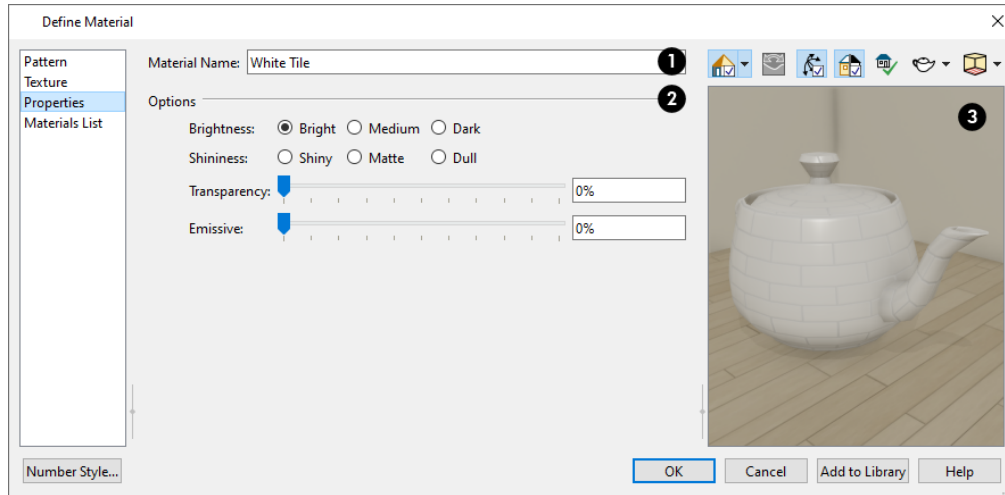 Define Material
Pattern
Texture
Properties
Materials List
Material Name: White Tile 1
Options 2
Brightness: Bright Medium Dark
Shininess: Shiny Matte Dull
Transparency: 0%
Emissive: 0%
3
Number Style... OK Cancel Add to Library Help